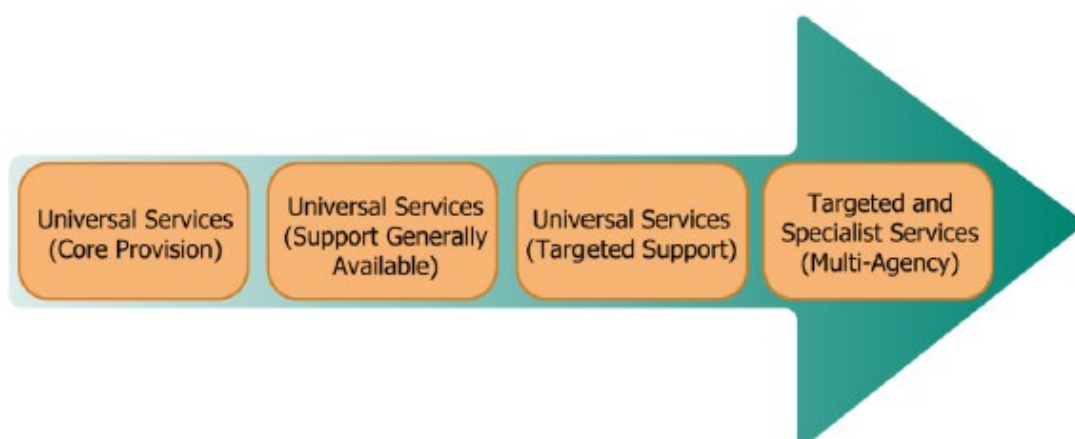 Universal Services
(Core Provision)
Universal Services
(Support Generally
Available)
Universal Services
(Targeted Support)
Targeted and
Specialist Services
(Multi-Agency)